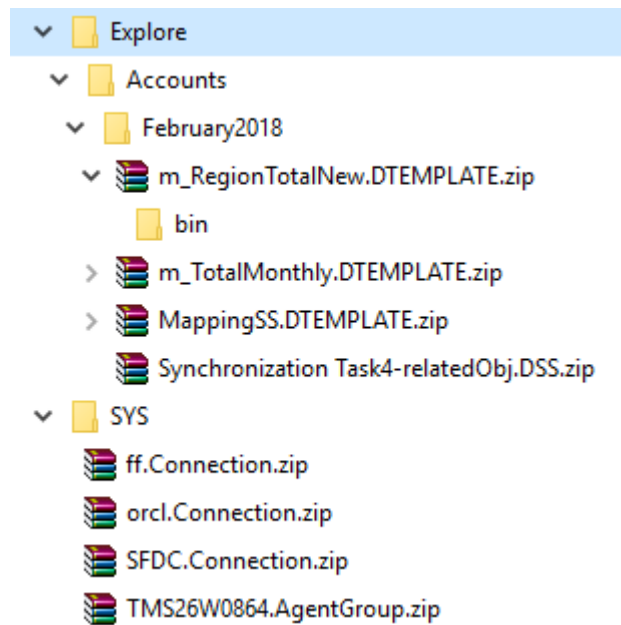 Explore
Accounts
February2018
m_RegionTotalNew.DTEMPLATE.zip
bin
m_TotalMonthly.DTEMPLATE.zip
MappingSS.DTEMPLATE.zip
Synchronization Task4-relatedObj.DSS.zip
SYS
ff.Connection.zip
orcl.Connection.zip
SFDC.Connection.zip
TMS26W0864.AgentGroup.zip